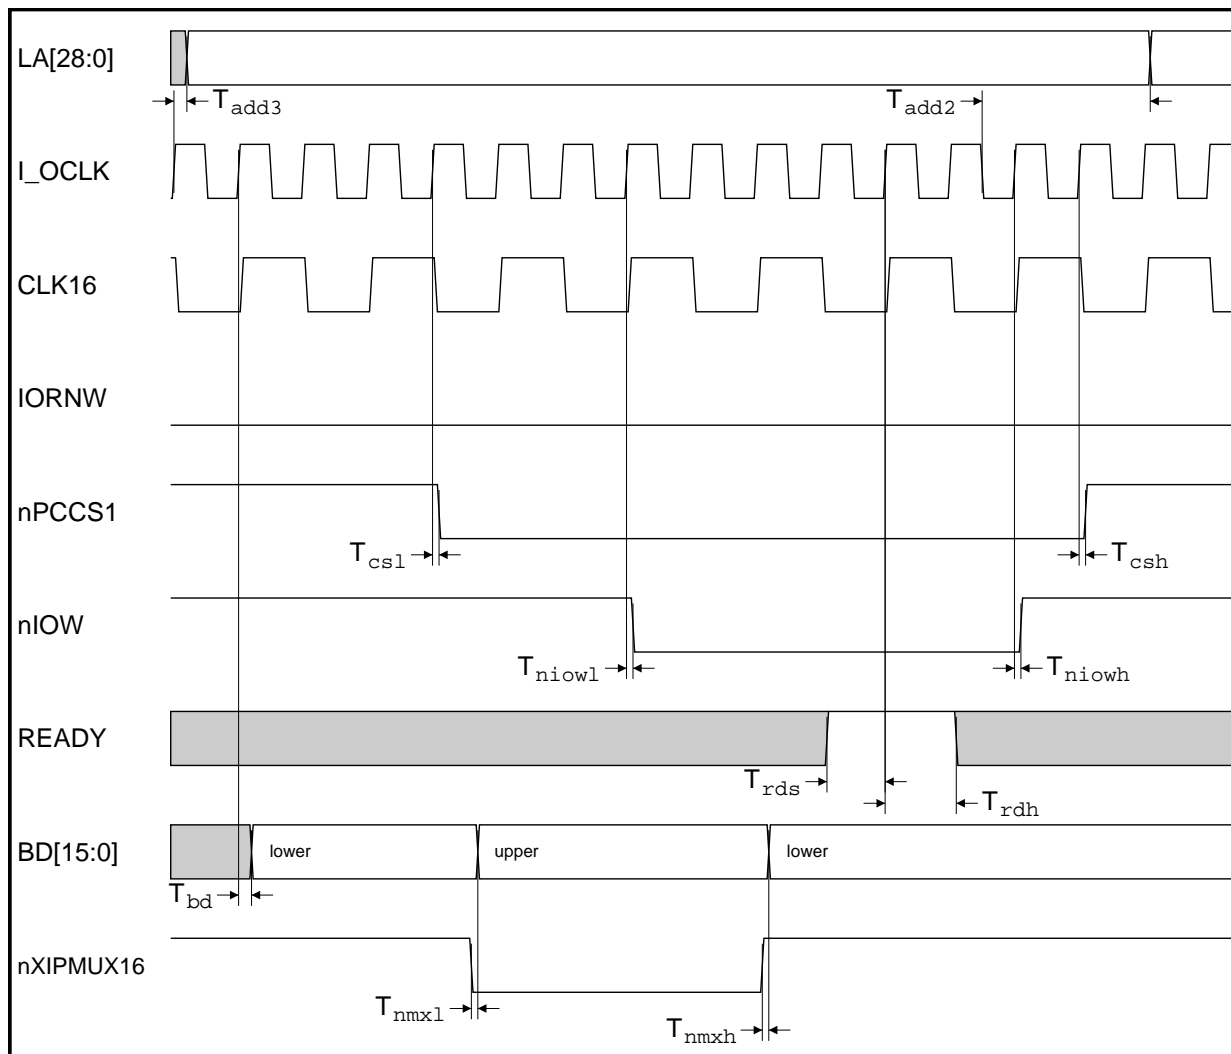 LA[28:0]
Tadd3
Tadd2
I_OCLK
CLK16
IORNW
nPCCS1
Tcsl
Tcsh
nIOW
Tniowl
Tniowh
READY
Trds
Trdh
BD[15:0]
lower
upper
lower
Tbd
nXIPMUX16
Tnmxl
Tnmxh